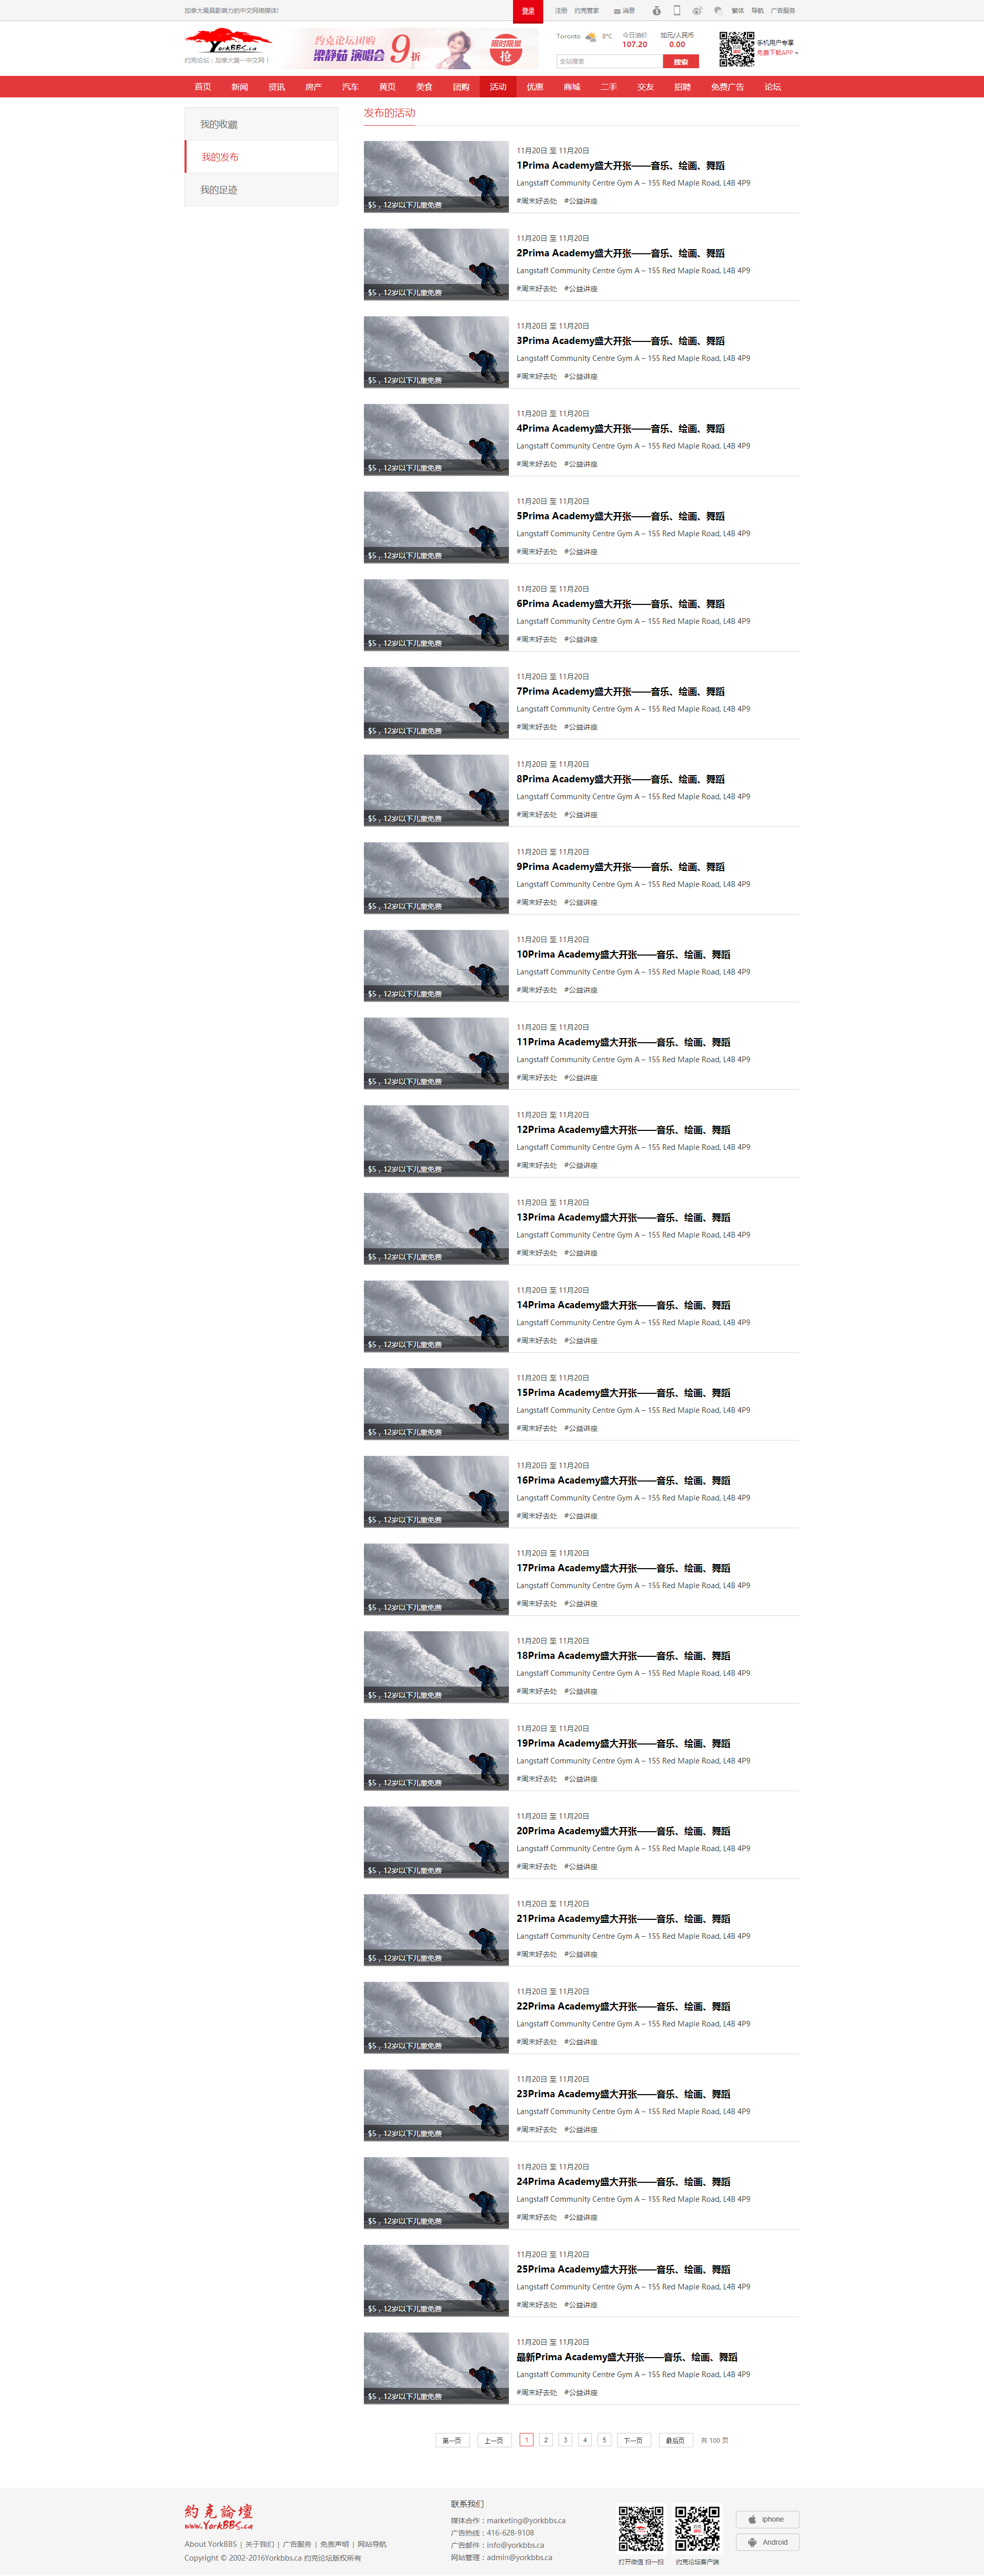 加拿大最具影响力的中文网络媒体!
登录 注册 约克管家 消息 繁体 导航 广告服务
YorkBBS.ca
约克论坛：加拿大第一中文网！
约克论坛团购
梁静茹 演唱会 9折
限时限量
抢
Toronto 8°C 今日油价 加元/人民币
107.20 0.00
全站搜索 搜索
手机用户专享
免费下载APP
首页 新闻 资讯 房产 汽车 黄页 美食 团购 活动 优惠 商城 二手 交友 招聘 免费广告 论坛
我的收藏
我的发布
我的足迹
发布的活动
$5，12岁以下儿童免费
11月20日 至 11月20日
1Prima Academy盛大开张——音乐、绘画、舞蹈
Langstaff Community Centre Gym A – 155 Red Maple Road, L4B 4P9
#周末好去处 #公益讲座
$5，12岁以下儿童免费
11月20日 至 11月20日
2Prima Academy盛大开张——音乐、绘画、舞蹈
Langstaff Community Centre Gym A – 155 Red Maple Road, L4B 4P9
#周末好去处 #公益讲座
$5，12岁以下儿童免费
11月20日 至 11月20日
3Prima Academy盛大开张——音乐、绘画、舞蹈
Langstaff Community Centre Gym A – 155 Red Maple Road, L4B 4P9
#周末好去处 #公益讲座
$5，12岁以下儿童免费
11月20日 至 11月20日
4Prima Academy盛大开张——音乐、绘画、舞蹈
Langstaff Community Centre Gym A – 155 Red Maple Road, L4B 4P9
#周末好去处 #公益讲座
$5，12岁以下儿童免费
11月20日 至 11月20日
5Prima Academy盛大开张——音乐、绘画、舞蹈
Langstaff Community Centre Gym A – 155 Red Maple Road, L4B 4P9
#周末好去处 #公益讲座
$5，12岁以下儿童免费
11月20日 至 11月20日
6Prima Academy盛大开张——音乐、绘画、舞蹈
Langstaff Community Centre Gym A – 155 Red Maple Road, L4B 4P9
#周末好去处 #公益讲座
$5，12岁以下儿童免费
11月20日 至 11月20日
7Prima Academy盛大开张——音乐、绘画、舞蹈
Langstaff Community Centre Gym A – 155 Red Maple Road, L4B 4P9
#周末好去处 #公益讲座
$5，12岁以下儿童免费
11月20日 至 11月20日
8Prima Academy盛大开张——音乐、绘画、舞蹈
Langstaff Community Centre Gym A – 155 Red Maple Road, L4B 4P9
#周末好去处 #公益讲座
$5，12岁以下儿童免费
11月20日 至 11月20日
9Prima Academy盛大开张——音乐、绘画、舞蹈
Langstaff Community Centre Gym A – 155 Red Maple Road, L4B 4P9
#周末好去处 #公益讲座
$5，12岁以下儿童免费
11月20日 至 11月20日
10Prima Academy盛大开张——音乐、绘画、舞蹈
Langstaff Community Centre Gym A – 155 Red Maple Road, L4B 4P9
#周末好去处 #公益讲座
$5，12岁以下儿童免费
11月20日 至 11月20日
11Prima Academy盛大开张——音乐、绘画、舞蹈
Langstaff Community Centre Gym A – 155 Red Maple Road, L4B 4P9
#周末好去处 #公益讲座
$5，12岁以下儿童免费
11月20日 至 11月20日
12Prima Academy盛大开张——音乐、绘画、舞蹈
Langstaff Community Centre Gym A – 155 Red Maple Road, L4B 4P9
#周末好去处 #公益讲座
$5，12岁以下儿童免费
11月20日 至 11月20日
13Prima Academy盛大开张——音乐、绘画、舞蹈
Langstaff Community Centre Gym A – 155 Red Maple Road, L4B 4P9
#周末好去处 #公益讲座
$5，12岁以下儿童免费
11月20日 至 11月20日
14Prima Academy盛大开张——音乐、绘画、舞蹈
Langstaff Community Centre Gym A – 155 Red Maple Road, L4B 4P9
#周末好去处 #公益讲座
$5，12岁以下儿童免费
11月20日 至 11月20日
15Prima Academy盛大开张——音乐、绘画、舞蹈
Langstaff Community Centre Gym A – 155 Red Maple Road, L4B 4P9
#周末好去处 #公益讲座
$5，12岁以下儿童免费
11月20日 至 11月20日
16Prima Academy盛大开张——音乐、绘画、舞蹈
Langstaff Community Centre Gym A – 155 Red Maple Road, L4B 4P9
#周末好去处 #公益讲座
$5，12岁以下儿童免费
11月20日 至 11月20日
17Prima Academy盛大开张——音乐、绘画、舞蹈
Langstaff Community Centre Gym A – 155 Red Maple Road, L4B 4P9
#周末好去处 #公益讲座
$5，12岁以下儿童免费
11月20日 至 11月20日
18Prima Academy盛大开张——音乐、绘画、舞蹈
Langstaff Community Centre Gym A – 155 Red Maple Road, L4B 4P9
#周末好去处 #公益讲座
$5，12岁以下儿童免费
11月20日 至 11月20日
19Prima Academy盛大开张——音乐、绘画、舞蹈
Langstaff Community Centre Gym A – 155 Red Maple Road, L4B 4P9
#周末好去处 #公益讲座
$5，12岁以下儿童免费
11月20日 至 11月20日
20Prima Academy盛大开张——音乐、绘画、舞蹈
Langstaff Community Centre Gym A – 155 Red Maple Road, L4B 4P9
#周末好去处 #公益讲座
$5，12岁以下儿童免费
11月20日 至 11月20日
21Prima Academy盛大开张——音乐、绘画、舞蹈
Langstaff Community Centre Gym A – 155 Red Maple Road, L4B 4P9
#周末好去处 #公益讲座
$5，12岁以下儿童免费
11月20日 至 11月20日
22Prima Academy盛大开张——音乐、绘画、舞蹈
Langstaff Community Centre Gym A – 155 Red Maple Road, L4B 4P9
#周末好去处 #公益讲座
$5，12岁以下儿童免费
11月20日 至 11月20日
23Prima Academy盛大开张——音乐、绘画、舞蹈
Langstaff Community Centre Gym A – 155 Red Maple Road, L4B 4P9
#周末好去处 #公益讲座
$5，12岁以下儿童免费
11月20日 至 11月20日
24Prima Academy盛大开张——音乐、绘画、舞蹈
Langstaff Community Centre Gym A – 155 Red Maple Road, L4B 4P9
#周末好去处 #公益讲座
$5，12岁以下儿童免费
11月20日 至 11月20日
25Prima Academy盛大开张——音乐、绘画、舞蹈
Langstaff Community Centre Gym A – 155 Red Maple Road, L4B 4P9
#周末好去处 #公益讲座
$5，12岁以下儿童免费
11月20日 至 11月20日
最新Prima Academy盛大开张——音乐、绘画、舞蹈
Langstaff Community Centre Gym A – 155 Red Maple Road, L4B 4P9
#周末好去处 #公益讲座
第一页 上一页 1 2 3 4 5 下一页 最后页 共 100 页
約克論壇
www.YorkBBS.ca
About YorkBBS | 关于我们 | 广告服务 | 免责声明 | 网站导航
Copyright © 2002-2016Yorkbbs.ca 约克论坛版权所有
联系我们
媒体合作：marketing@yorkbbs.ca
广告热线：416-628-9108
广告邮件：info@yorkbbs.ca
网站管理：admin@yorkbbs.ca
打开微信 扫一扫
约克论坛客户端
iphone
Android